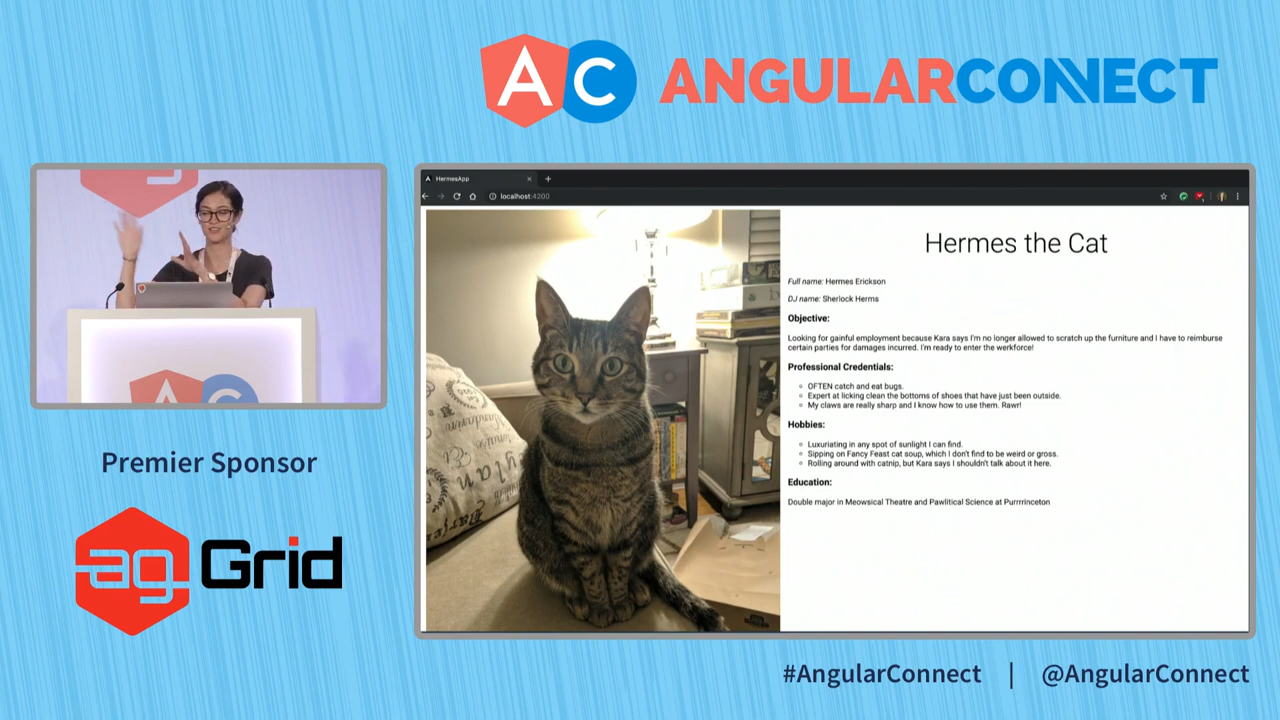 AC ANGULARCONNECT
HermesApp
localhost:4200
Hermes the Cat
Full name: Hermes Erickson
DJ name: Sherlock Herms
Objective:
Looking for gainful employment because Kara says I'm no longer allowed to scratch up the furniture and I have to reimburse
certain parties for damages incurred. I'm ready to enter the workforce!
Professional Credentials:
OFTEN catch and eat bugs.
Expert at licking clean the bottoms of shoes that have just been outside.
My claws are really sharp and I know how to use them. Rawr!
Hobbies:
Luxuriating in any spot of sunlight I can find.
Sipping on Fancy Feast cat soup, which I don't find to be weird or gross.
Rolling around with catnip, but Kara says I shouldn't talk about it here.
Education:
Double major in Meowsical Theatre and Pawlitical Science at Purrrrinceton
Premier Sponsor
ag Grid
#AngularConnect | @AngularConnect